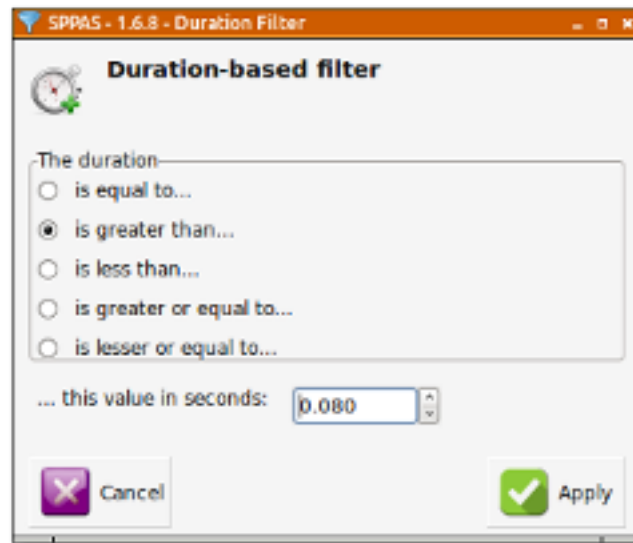 SPPAS - 1.6.8 - Duration Filter
Duration-based filter
The duration
is equal to...
is greater than...
is less than...
is greater or equal to...
is lesser or equal to...
... this value in seconds: 0.080
Cancel Apply